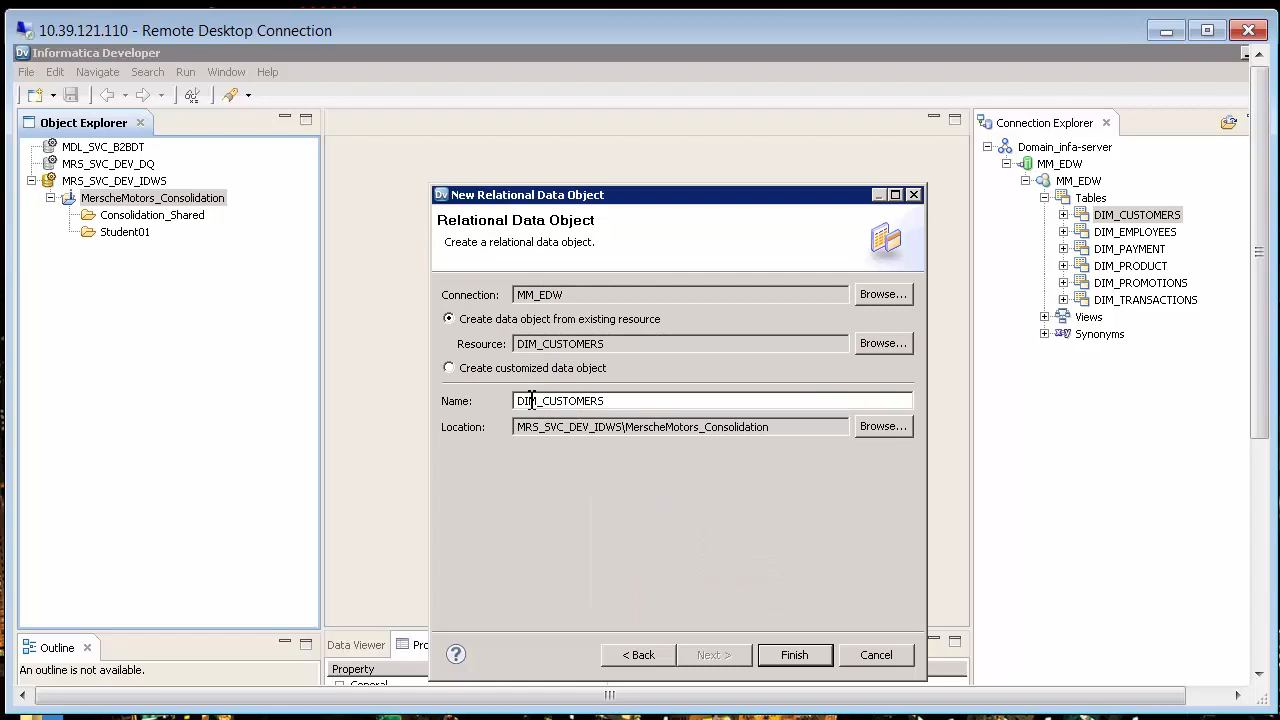 10.39.121.110 - Remote Desktop Connection
Dv Informatica Developer
File Edit Navigate Search Run Window Help
Object Explorer
MDL_SVC_B2BDT
MRS_SVC_DEV_DQ
MRS_SVC_DEV_IDWS
MerscheMotors_Consolidation
Consolidation_Shared
Student01
Dv New Relational Data Object
Relational Data Object
Create a relational data object.
Connection: MM_EDW Browse...
Create data object from existing resource
Resource: DIM_CUSTOMERS Browse...
Create customized data object
Name: DIM_CUSTOMERS
Location: MRS_SVC_DEV_IDWS\MerscheMotors_Consolidation Browse...
? < Back Next > Finish Cancel
Connection Explorer
Domain_infa-server
MM_EDW
MM_EDW
Tables
DIM_CUSTOMERS
DIM_EMPLOYEES
DIM_PAYMENT
DIM_PRODUCT
DIM_PROMOTIONS
DIM_TRANSACTIONS
Views
Synonyms
Outline
An outline is not available.
Data Viewer
Property